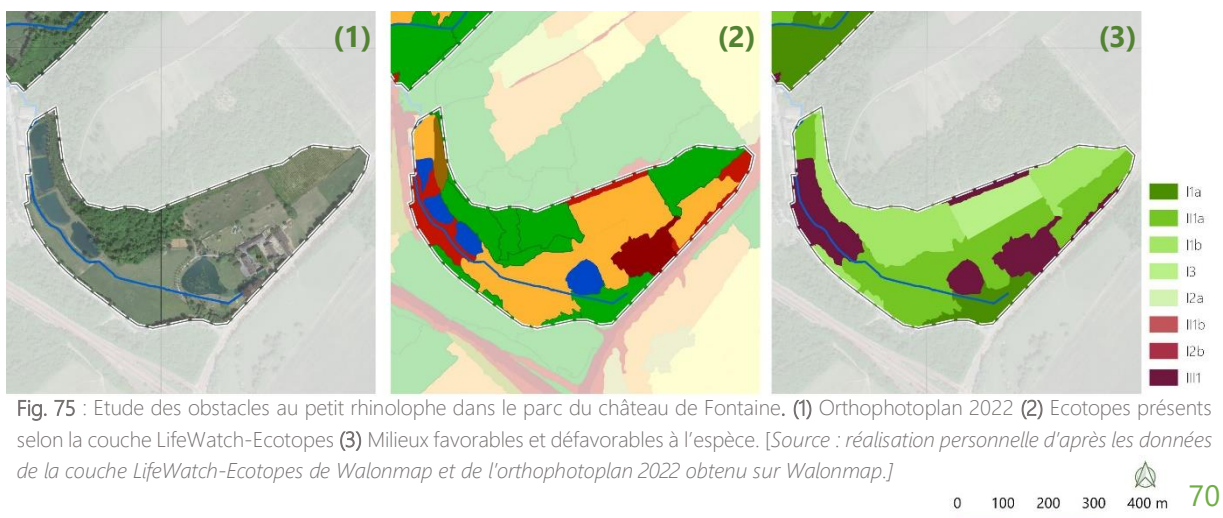 (1)
(2)
(3)
I1a
II1a
I1b
I3
I2a
II1b
I2b
III1
Fig. 75 : Etude des obstacles au petit rhinolophe dans le parc du château de Fontaine. (1) Orthophotoplan 2022 (2) Ecotopes présents
selon la couche LifeWatch-Ecotopes (3) Milieux favorables et défavorables à l'espèce. [Source : réalisation personnelle d'après les données
de la couche LifeWatch-Ecotopes de Walonmap et de l'orthophotoplan 2022 obtenu sur Walonmap.]
0 100 200 300 400 m
70